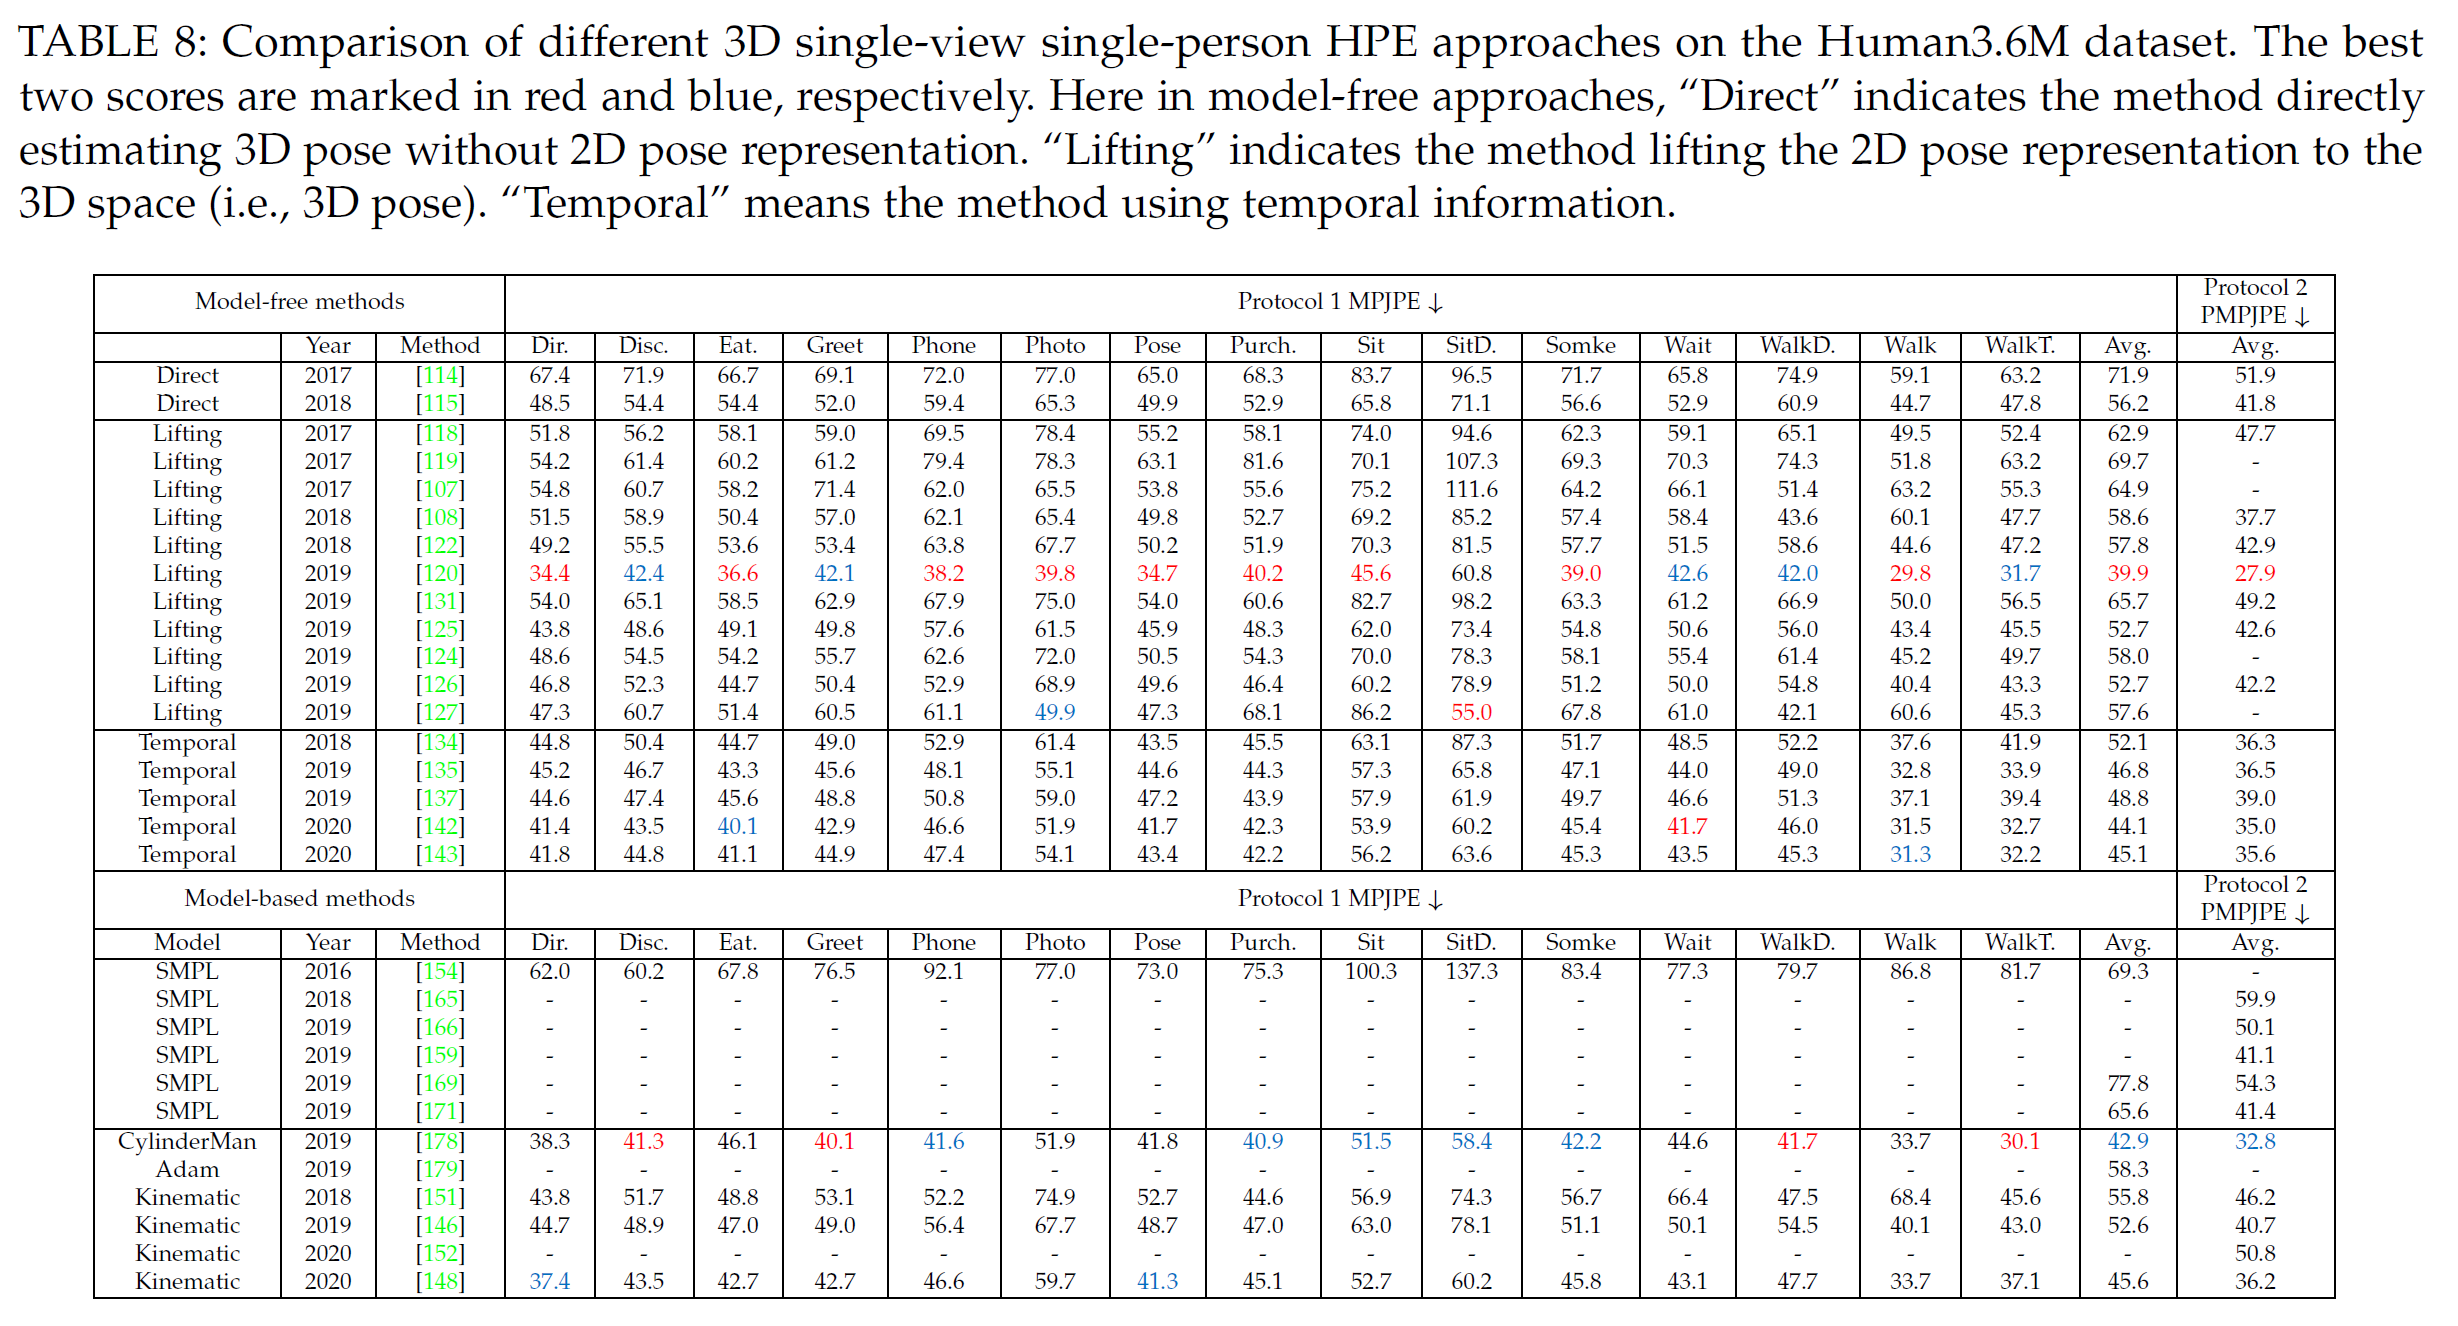 TABLE 8: Comparison of different 3D single-view single-person HPE approaches on the Human3.6M dataset. The best
two scores are marked in red and blue, respectively. Here in model-free approaches, “Direct” indicates the method directly
estimating 3D pose without 2D pose representation. “Lifting” indicates the method lifting the 2D pose representation to the
3D space (i.e., 3D pose). “Temporal” means the method using temporal information.
Model-free methods Protocol 1 MPJPE ↓ Protocol 2 PMPJPE ↓
Year Method Dir. Disc. Eat. Greet Phone Photo Pose Purch. Sit SitD. Somke Wait WalkD. Walk WalkT. Avg. Avg.
Direct 2017 [114] 67.4 71.9 66.7 69.1 72.0 77.0 65.0 68.3 83.7 96.5 71.7 65.8 74.9 59.1 63.2 71.9 51.9
Direct 2018 [115] 48.5 54.4 54.4 52.0 59.4 65.3 49.9 52.9 65.8 71.1 56.6 52.9 60.9 44.7 47.8 56.2 41.8
Lifting 2017 [118] 51.8 56.2 58.1 59.0 69.5 78.4 55.2 58.1 74.0 94.6 62.3 59.1 65.1 49.5 52.4 62.9 47.7
Lifting 2017 [119] 54.2 61.4 60.2 61.2 79.4 78.3 63.1 81.6 70.1 107.3 69.3 70.3 74.3 51.8 63.2 69.7 -
Lifting 2017 [107] 54.8 60.7 58.2 71.4 62.0 65.5 53.8 55.6 75.2 111.6 64.2 66.1 51.4 63.2 55.3 64.9 -
Lifting 2018 [108] 51.5 58.9 50.4 57.0 62.1 65.4 49.8 52.7 69.2 85.2 57.4 58.4 43.6 60.1 47.7 58.6 37.7
Lifting 2018 [122] 49.2 55.5 53.6 53.4 63.8 67.7 50.2 51.9 70.3 81.5 57.7 51.5 58.6 44.6 47.2 57.8 42.9
Lifting 2019 [120] 34.4 42.4 36.6 42.1 38.2 39.8 34.7 40.2 45.6 60.8 39.0 42.6 42.0 29.8 31.7 39.9 27.9
Lifting 2019 [131] 54.0 65.1 58.5 62.9 67.9 75.0 54.0 60.6 82.7 98.2 63.3 61.2 66.9 50.0 56.5 65.7 49.2
Lifting 2019 [125] 43.8 48.6 49.1 49.8 57.6 61.5 45.9 48.3 62.0 73.4 54.8 50.6 56.0 43.4 45.5 52.7 42.6
Lifting 2019 [124] 48.6 54.5 54.2 55.7 62.6 72.0 50.5 54.3 70.0 78.3 58.1 55.4 61.4 45.2 49.7 58.0 -
Lifting 2019 [126] 46.8 52.3 44.7 50.4 52.9 68.9 49.6 46.4 60.2 78.9 51.2 50.0 54.8 40.4 43.3 52.7 42.2
Lifting 2019 [127] 47.3 60.7 51.4 60.5 61.1 49.9 47.3 68.1 86.2 55.0 67.8 61.0 42.1 60.6 45.3 57.6 -
Temporal 2018 [134] 44.8 50.4 44.7 49.0 52.9 61.4 43.5 45.5 63.1 87.3 51.7 48.5 52.2 37.6 41.9 52.1 36.3
Temporal 2019 [135] 45.2 46.7 43.3 45.6 48.1 55.1 44.6 44.3 57.3 65.8 47.1 44.0 49.0 32.8 33.9 46.8 36.5
Temporal 2019 [137] 44.6 47.4 45.6 48.8 50.8 59.0 47.2 43.9 57.9 61.9 49.7 46.6 51.3 37.1 39.4 48.8 39.0
Temporal 2020 [142] 41.4 43.5 40.1 42.9 46.6 51.9 41.7 42.3 53.9 60.2 45.4 41.7 46.0 31.5 32.7 44.1 35.0
Temporal 2020 [143] 41.8 44.8 41.1 44.9 47.4 54.1 43.4 42.2 56.2 63.6 45.3 43.5 45.3 31.3 32.2 45.1 35.6
Model-based methods Protocol 1 MPJPE ↓ Protocol 2 PMPJPE ↓
Model Year Method Dir. Disc. Eat. Greet Phone Photo Pose Purch. Sit SitD. Somke Wait WalkD. Walk WalkT. Avg. Avg.
SMPL 2016 [154] 62.0 60.2 67.8 76.5 92.1 77.0 73.0 75.3 100.3 137.3 83.4 77.3 79.7 86.8 81.7 69.3 -
SMPL 2018 [165] - - - - - - - - - - - - - - - - 59.9
SMPL 2019 [166] - - - - - - - - - - - - - - - - 50.1
SMPL 2019 [159] - - - - - - - - - - - - - - - - 41.1
SMPL 2019 [169] - - - - - - - - - - - - - - - 77.8 54.3
SMPL 2019 [171] - - - - - - - - - - - - - - - 65.6 41.4
CylinderMan 2019 [178] 38.3 41.3 46.1 40.1 41.6 51.9 41.8 40.9 51.5 58.4 42.2 44.6 41.7 33.7 30.1 42.9 32.8
Adam 2019 [179] - - - - - - - - - - - - - - - 58.3 -
Kinematic 2018 [151] 43.8 51.7 48.8 53.1 52.2 74.9 52.7 44.6 56.9 74.3 56.7 66.4 47.5 68.4 45.6 55.8 46.2
Kinematic 2019 [146] 44.7 48.9 47.0 49.0 56.4 67.7 48.7 47.0 63.0 78.1 51.1 50.1 54.5 40.1 43.0 52.6 40.7
Kinematic 2020 [152] - - - - - - - - - - - - - - - - 50.8
Kinematic 2020 [148] 37.4 43.5 42.7 42.7 46.6 59.7 41.3 45.1 52.7 60.2 45.8 43.1 47.7 33.7 37.1 45.6 36.2